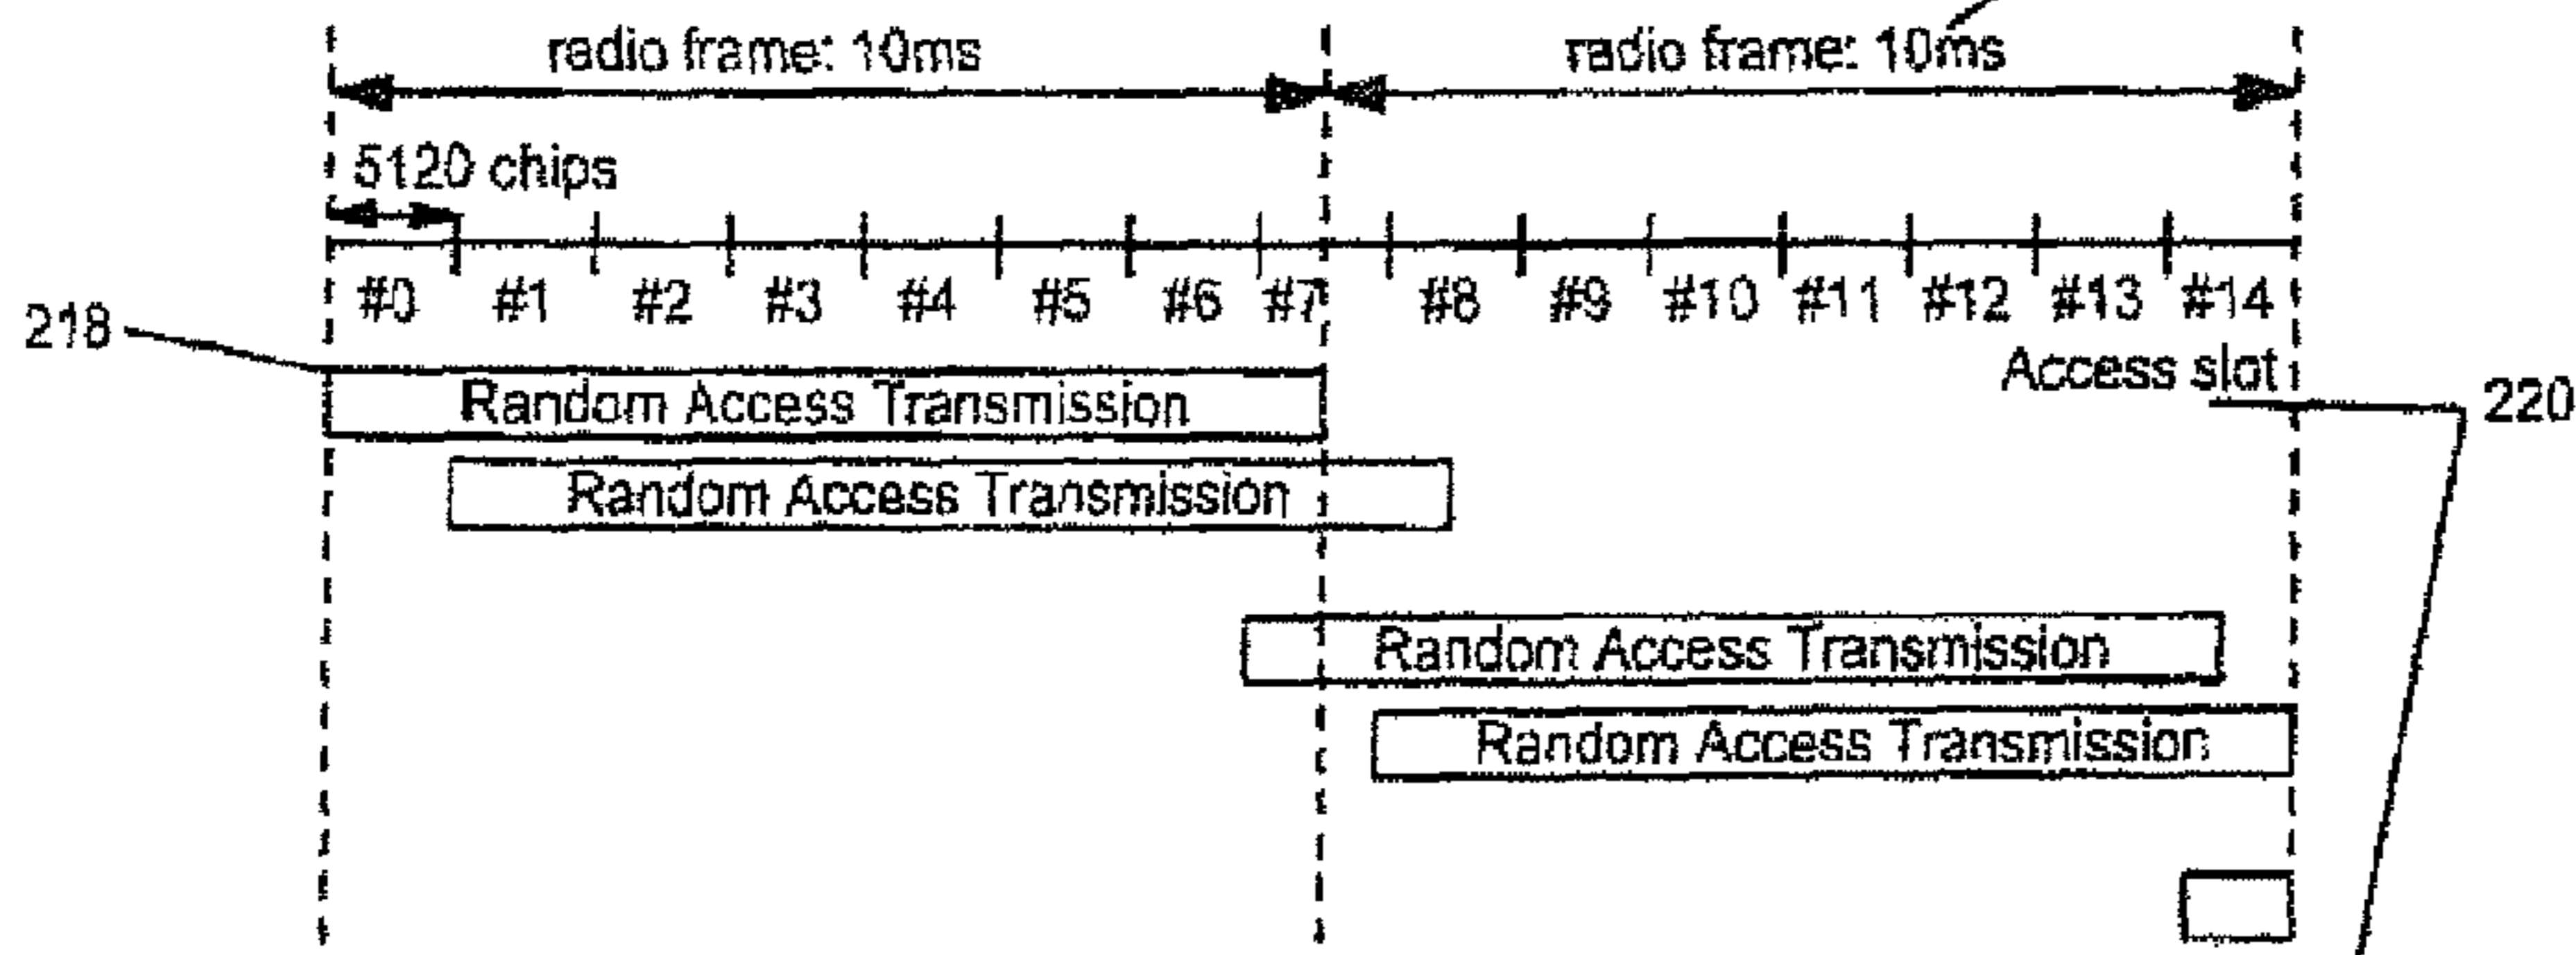 radio frame: 10ms radio frame: 10ms
5120 chips
#0 #1 #2 #3 #4 #5 #6 #7 #8 #9 #10 #11 #12 #13 #14
218
Access slot
220
Random Access Transmission
Random Access Transmission
Random Access Transmission
Random Access Transmission